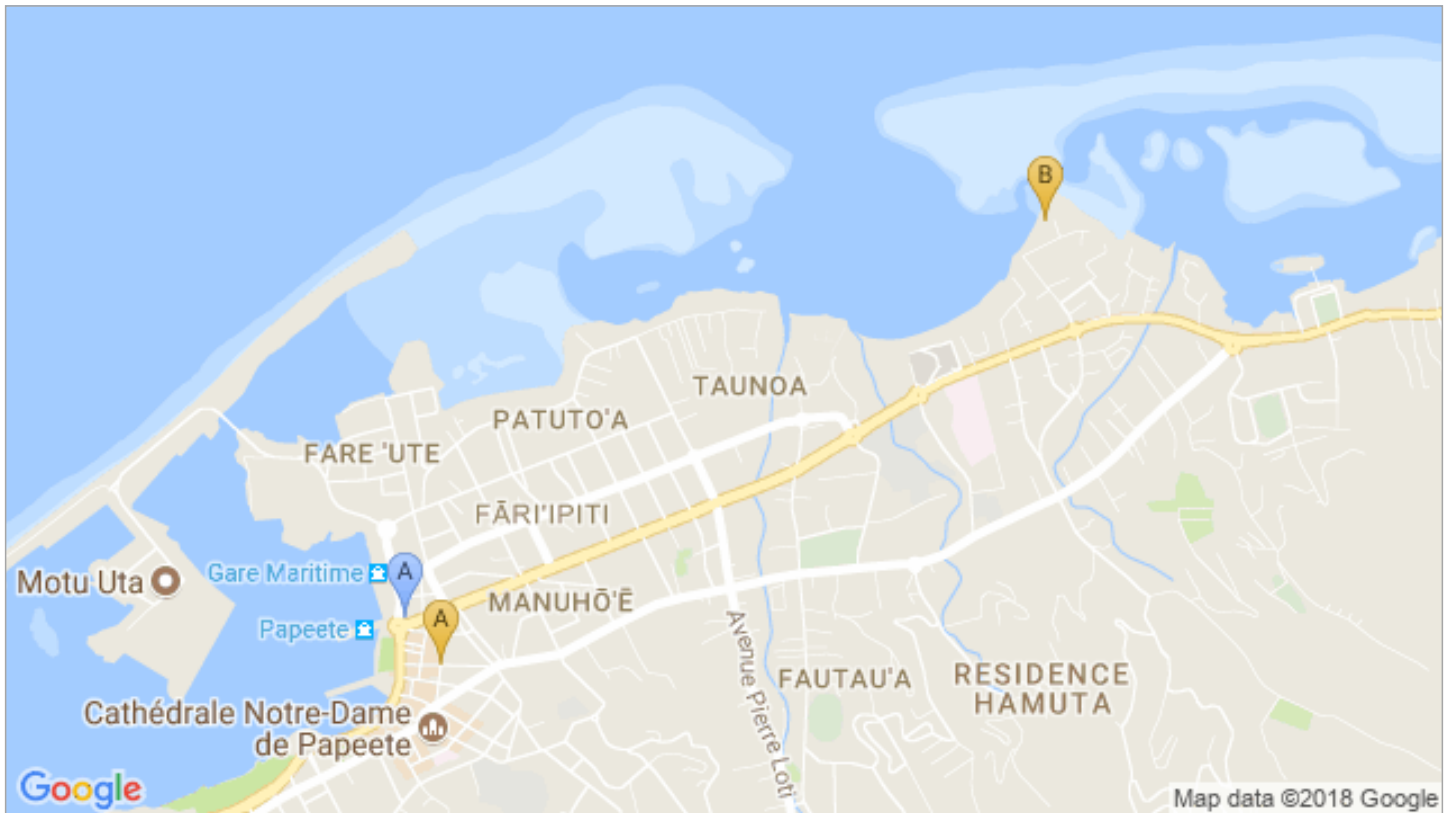 B
TAUNOA
PATUTO'A
FARE 'UTE
FĀRI'IPITI
Gare Maritime
A
Motu Uta
MANUHŌ'Ē
A
Papeete
Avenue Pierre Loti
FAUTAU'A
RESIDENCE
HAMUTA
Cathédrale Notre-Dame
de Papeete
Google
Map data ©2018 Google